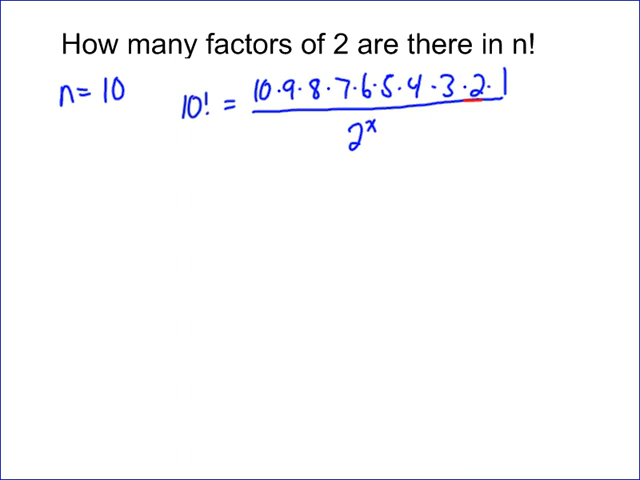 How many factors of 2 are there in n!
n = 10
10! = 10·9·8·7·6·5·4·3·2·1
2ˣ